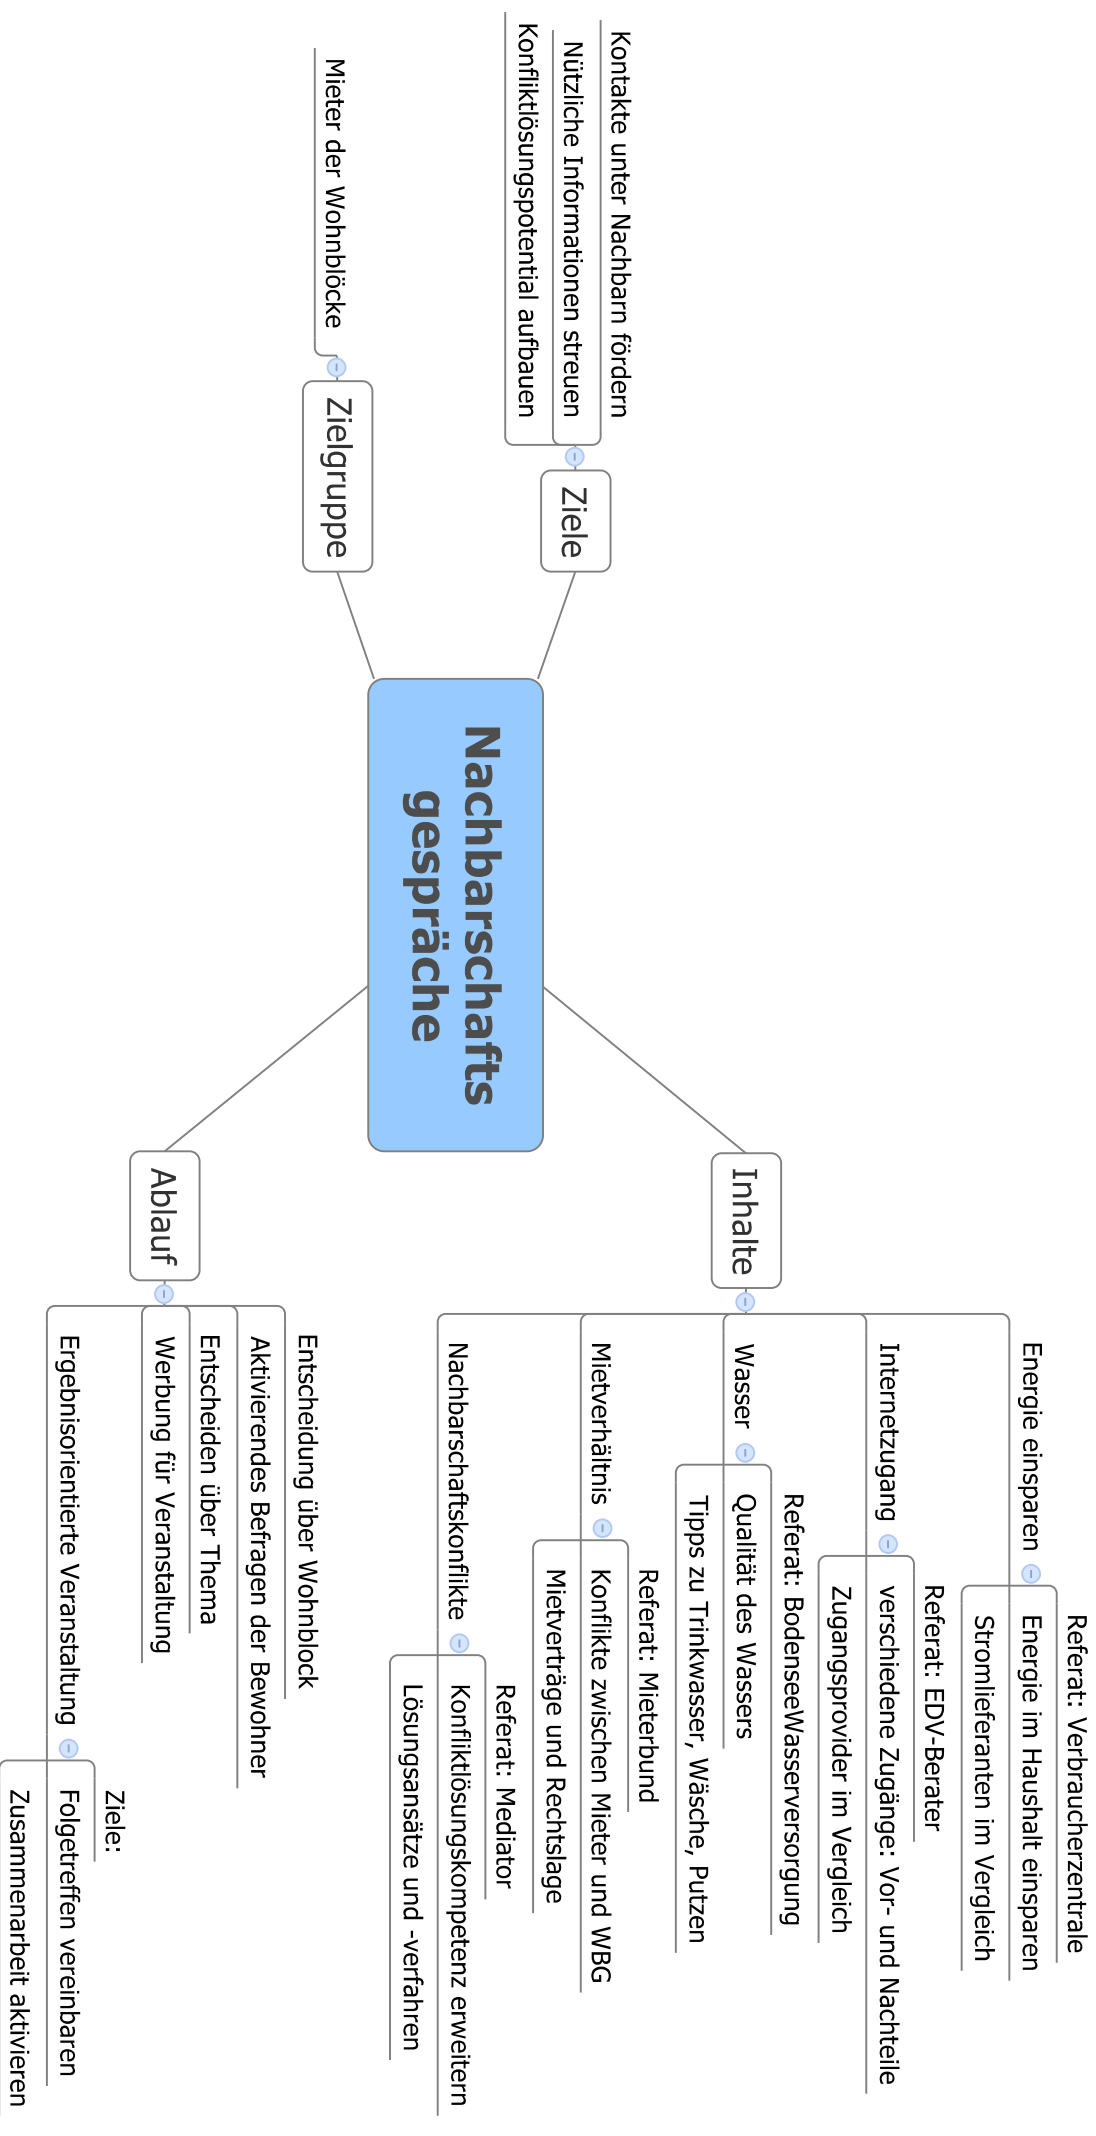 Nachbarschafts
gespräche
Ziele
Kontakte unter Nachbarn fördern
Nützliche Informationen streuen
Konfliktlösungspotential aufbauen
Zielgruppe
Mieter der Wohnblöcke
Inhalte
Energie einsparen
Referat: Verbraucherzentrale
Energie im Haushalt einsparen
Stromlieferanten im Vergleich
Internetzugang
Referat: EDV-Berater
verschiedene Zugänge: Vor- und Nachteile
Zugangsprovider im Vergleich
Wasser
Referat: BodenseeWasserversorgung
Qualität des Wassers
Tipps zu Trinkwasser, Wäsche, Putzen
Mietverhältnis
Referat: Mieterbund
Konflikte zwischen Mieter und WBG
Mietverträge und Rechtslage
Nachbarschaftskonflikte
Referat: Mediator
Konfliktlösungskompetenz erweitern
Lösungsansätze und -verfahren
Ablauf
Entscheidung über Wohnblock
Aktivierendes Befragen der Bewohner
Entscheiden über Thema
Werbung für Veranstaltung
Ergebnisorientierte Veranstaltung
Ziele:
Folgetreffen vereinbaren
Zusammenarbeit aktivieren